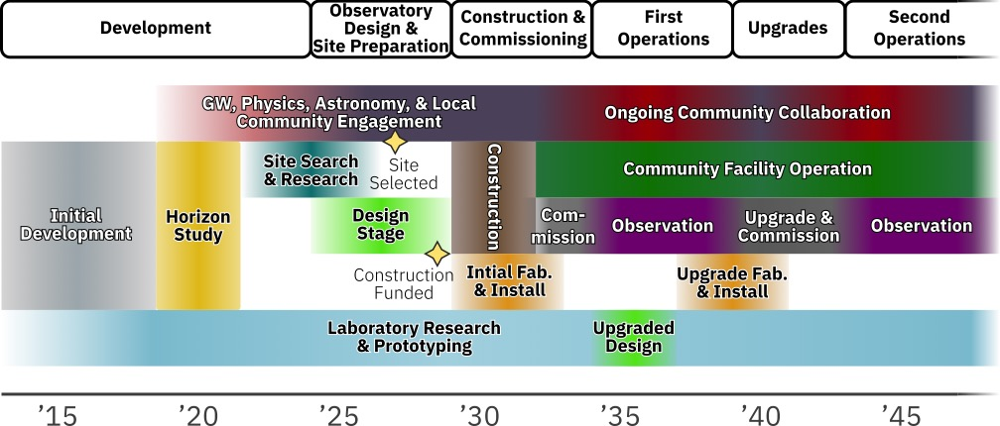 Development
Observatory
Design &
Site Preparation
Construction &
Commissioning
First
Operations
Upgrades
Second
Operations
GW, Physics, Astronomy, & Local
Community Engagement
Ongoing Community Collaboration
Initial
Development
Horizon
Study
Site Search
& Research
Site
Selected
Construction
Community Facility Operation
Design
Stage
Com-
mission
Observation
Upgrade &
Commission
Observation
Construction
Funded
Intial Fab.
& Install
Upgrade Fab.
& Install
Laboratory Research
& Prototyping
Upgraded
Design
’15 ’20 ’25 ’30 ’35 ’40 ’45